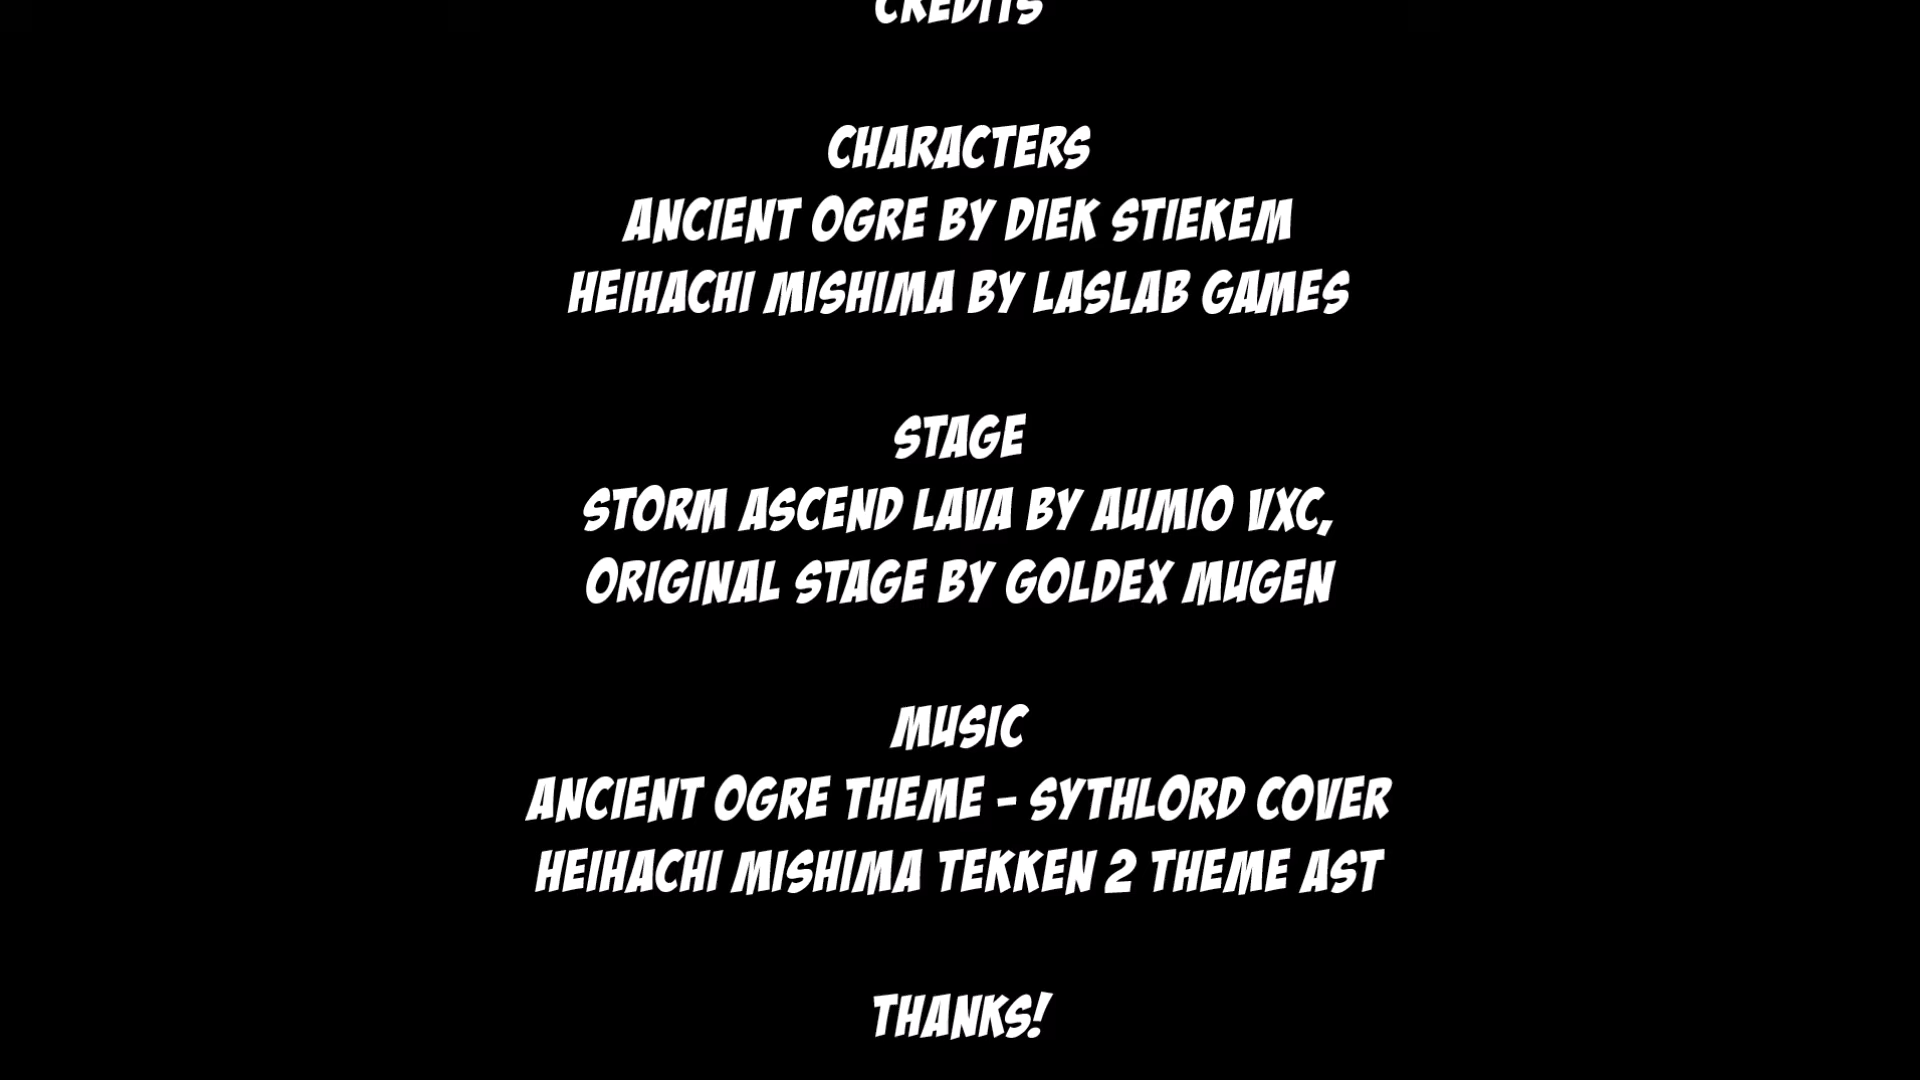 CREDITS
CHARACTERS
ANCIENT OGRE BY DIEK STIEKEM
HEIHACHI MISHIMA BY LASLAB GAMES
STAGE
STORM ASCEND LAVA BY AUMIO VXC,
ORIGINAL STAGE BY GOLDEX MUGEN
MUSIC
ANCIENT OGRE THEME - SYTHLORD COVER
HEIHACHI MISHIMA TEKKEN 2 THEME AST
THANKS!